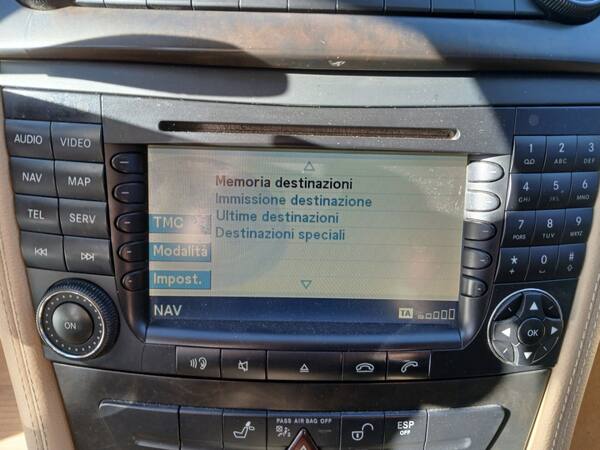 AUDIO VIDEO
NAV MAP
TEL SERV
ON
Memoria destinazioni
Immissione destinazione
Ultime destinazioni
Destinazioni speciali
TMC
Modalità
Impost.
NAV TA
1 2 ABC 3 DEF
4 GHI 5 JKL 6 MNO
7 PQRS 8 TUV 9 WXYZ
* 0 #
OK
PASS AIR BAG OFF
ESP
OFF